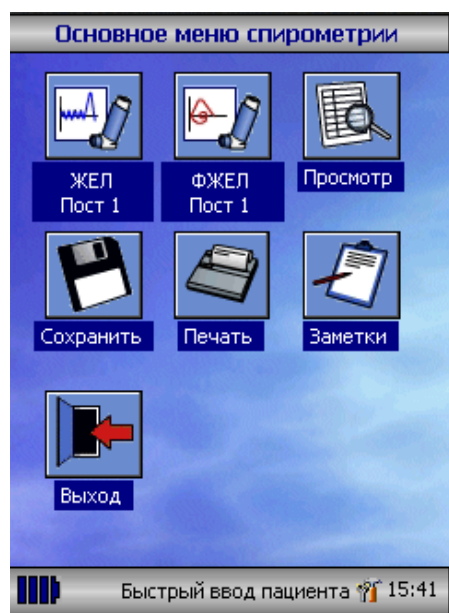 Основное меню спирометрии
ЖЕЛ
Пост 1
ФЖЕЛ
Пост 1
Просмотр
Сохранить
Печать
Заметки
Выход
Быстрый ввод пациента 15:41